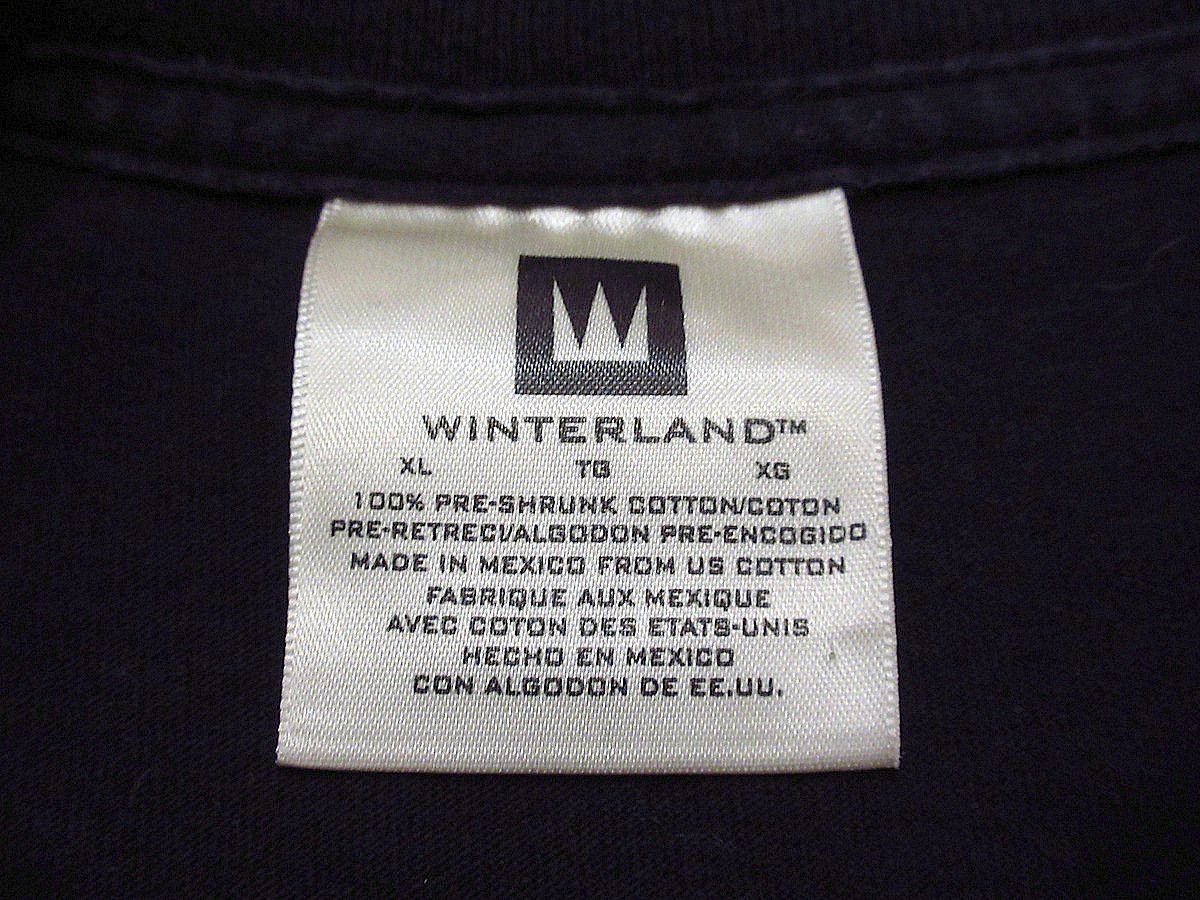 W
WINTERLAND™
XL TG XG
100% PRE-SHRUNK COTTON/COTON
PRE-RETRECI/ALGODON PRE-ENCOGIDO
MADE IN MEXICO FROM US COTTON
FABRIQUE AUX MEXIQUE
AVEC COTON DES ETATS-UNIS
HECHO EN MEXICO
CON ALGODON DE EE.UU.